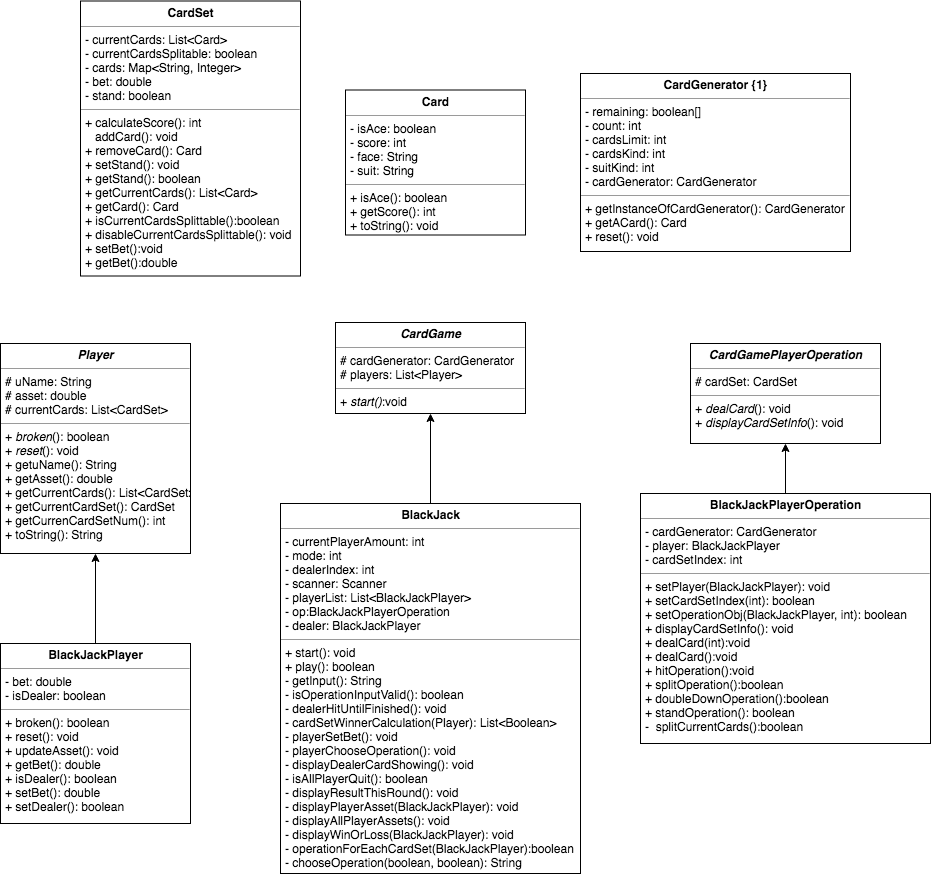 CardSet
- currentCards: List<Card>
- currentCardsSplitable: boolean
- cards: Map<String, Integer>
- bet: double
- stand: boolean
+ calculateScore(): int
addCard(): void
+ removeCard(): Card
+ setStand(): void
+ getStand(): boolean
+ getCurrentCards(): List<Card>
+ getCard(): Card
+ isCurrentCardsSplittable():boolean
+ disableCurrentCardsSplittable(): void
+ setBet():void
+ getBet():double
Card
- isAce: boolean
- score: int
- face: String
- suit: String
+ isAce(): boolean
+ getScore(): int
+ toString(): void
CardGenerator {1}
- remaining: boolean[]
- count: int
- cardsLimit: int
- cardsKind: int
- suitKind: int
- cardGenerator: CardGenerator
+ getInstanceOfCardGenerator(): CardGenerator
+ getACard(): Card
+ reset(): void
Player
# uName: String
# asset: double
# currentCards: List<CardSet>
+ broken(): boolean
+ reset(): void
+ getuName(): String
+ getAsset(): double
+ getCurrentCards(): List<CardSet>
+ getCurrentCardSet(): CardSet
+ getCurrenCardSetNum(): int
+ toString(): String
CardGame
# cardGenerator: CardGenerator
# players: List<Player>
+ start():void
CardGamePlayerOperation
# cardSet: CardSet
+ dealCard(): void
+ displayCardSetInfo(): void
BlackJackPlayer
- bet: double
- isDealer: boolean
+ broken(): boolean
+ reset(): void
+ updateAsset(): void
+ getBet(): double
+ isDealer(): boolean
+ setBet(): double
+ setDealer(): boolean
BlackJack
- currentPlayerAmount: int
- mode: int
- dealerIndex: int
- scanner: Scanner
- playerList: List<BlackJackPlayer>
- op:BlackJackPlayerOperation
- dealer: BlackJackPlayer
+ start(): void
+ play(): boolean
- getInput(): String
- isOperationInputValid(): boolean
- dealerHitUntilFinished(): void
- cardSetWinnerCalculation(Player): List<Boolean>
- playerSetBet(): void
- playerChooseOperation(): void
- displayDealerCardShowing(): void
- isAllPlayerQuit(): boolean
- displayResultThisRound(): void
- displayPlayerAsset(BlackJackPlayer): void
- displayAllPlayerAssets(): void
- displayWinOrLoss(BlackJackPlayer): void
- operationForEachCardSet(BlackJackPlayer):boolean
- chooseOperation(boolean, boolean): String
BlackJackPlayerOperation
- cardGenerator: CardGenerator
- player: BlackJackPlayer
- cardSetIndex: int
+ setPlayer(BlackJackPlayer): void
+ setCardSetIndex(int): boolean
+ setOperationObj(BlackJackPlayer, int): boolean
+ displayCardSetInfo(): void
+ dealCard(int):void
+ dealCard():void
+ hitOperation():void
+ splitOperation():boolean
+ doubleDownOperation():boolean
+ standOperation(): boolean
- splitCurrentCards():boolean